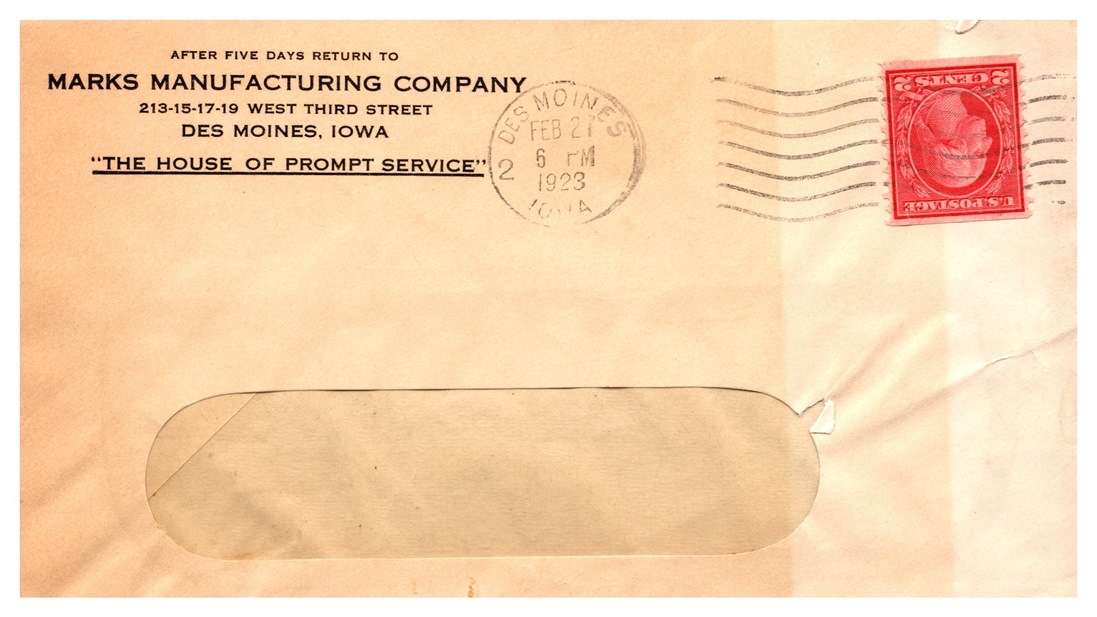 AFTER FIVE DAYS RETURN TO
MARKS MANUFACTURING COMPANY
213-15-17-19 WEST THIRD STREET
DES MOINES, IOWA
"THE HOUSE OF PROMPT SERVICE"
DES MOINES
FEB 27
6 PM
1923
2
IOWA
2 CENTS 2
U.S. POSTAGE